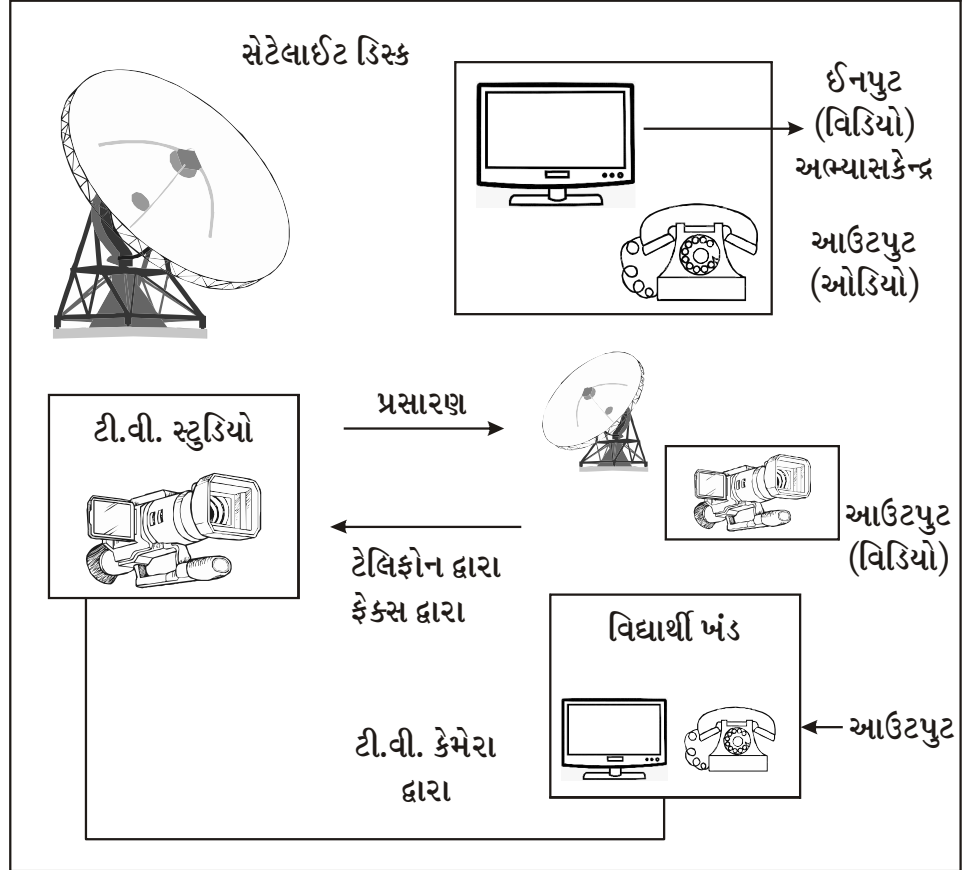 સેટેલાઈટ ડિસ્ક
ઈનપુટ
(વિડિયો)
અભ્યાસકેન્દ્ર
આઉટપુટ
(ઓડિયો)
ટી.વી. સ્ટુડિયો
પ્રસારણ
આઉટપુટ
(વિડિયો)
ટેલિફોન દ્વારા
ફેક્સ દ્વારા
વિદ્યાર્થી ખંડ
આઉટપુટ
ટી.વી. કેમેરા
દ્વારા